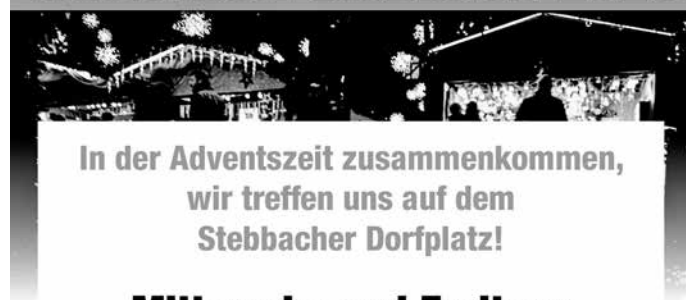 In der Adventszeit zusammenkommen,
wir treffen uns auf dem
Stebbacher Dorfplatz!